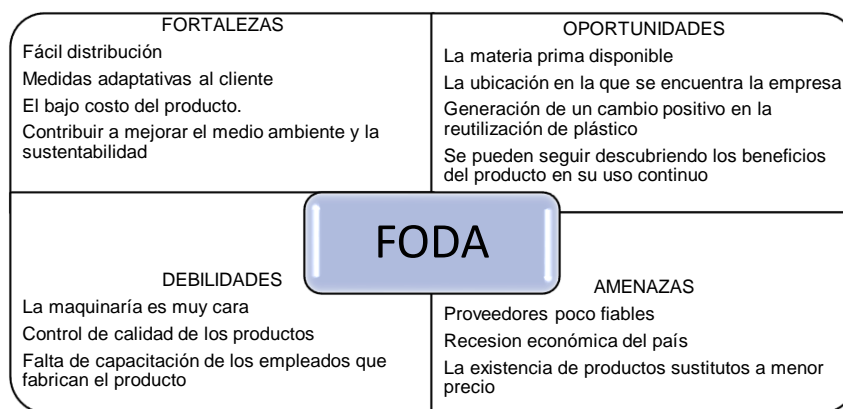 FORTALEZAS
Fácil distribución
Medidas adaptativas al cliente
El bajo costo del producto.
Contribuir a mejorar el medio ambiente y la
sustentabilidad
OPORTUNIDADES
La materia prima disponible
La ubicación en la que se encuentra la empresa
Generación de un cambio positivo en la
reutilización de plástico
Se pueden seguir descubriendo los beneficios
del producto en su uso continuo
FODA
DEBILIDADES
La maquinaría es muy cara
Control de calidad de los productos
Falta de capacitación de los empleados que
fabrican el producto
AMENAZAS
Proveedores poco fiables
Recesion económica del país
La existencia de productos sustitutos a menor
precio